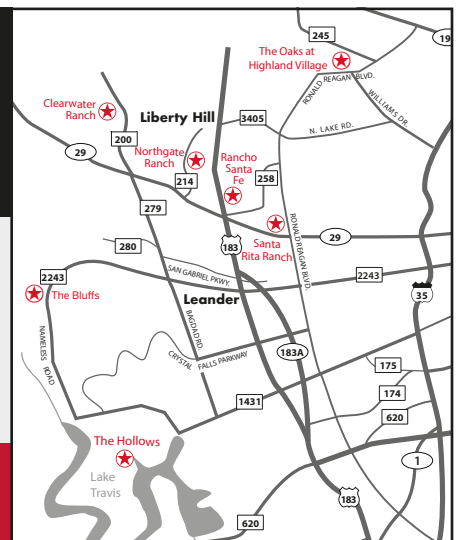 245
19
The Oaks at
Highland Village
RONALD REAGAN BLVD.
WILLIAMS DR.
Clearwater
Ranch
Liberty Hill
3405
N. LAKE RD.
200
29
Northgate
Ranch
Rancho
Santa
Fe
214
258
279
RONALD REAGAN BLVD.
280
183
Santa
Rita Ranch
29
2243
SAN GABRIEL PKWY.
2243
The Bluffs
Leander
35
NAMELESS ROAD
BAGDAD RD.
CRYSTAL FALLS PARKWAY
183A
175
174
1431
620
The Hollows
1
Lake
Travis
183
620